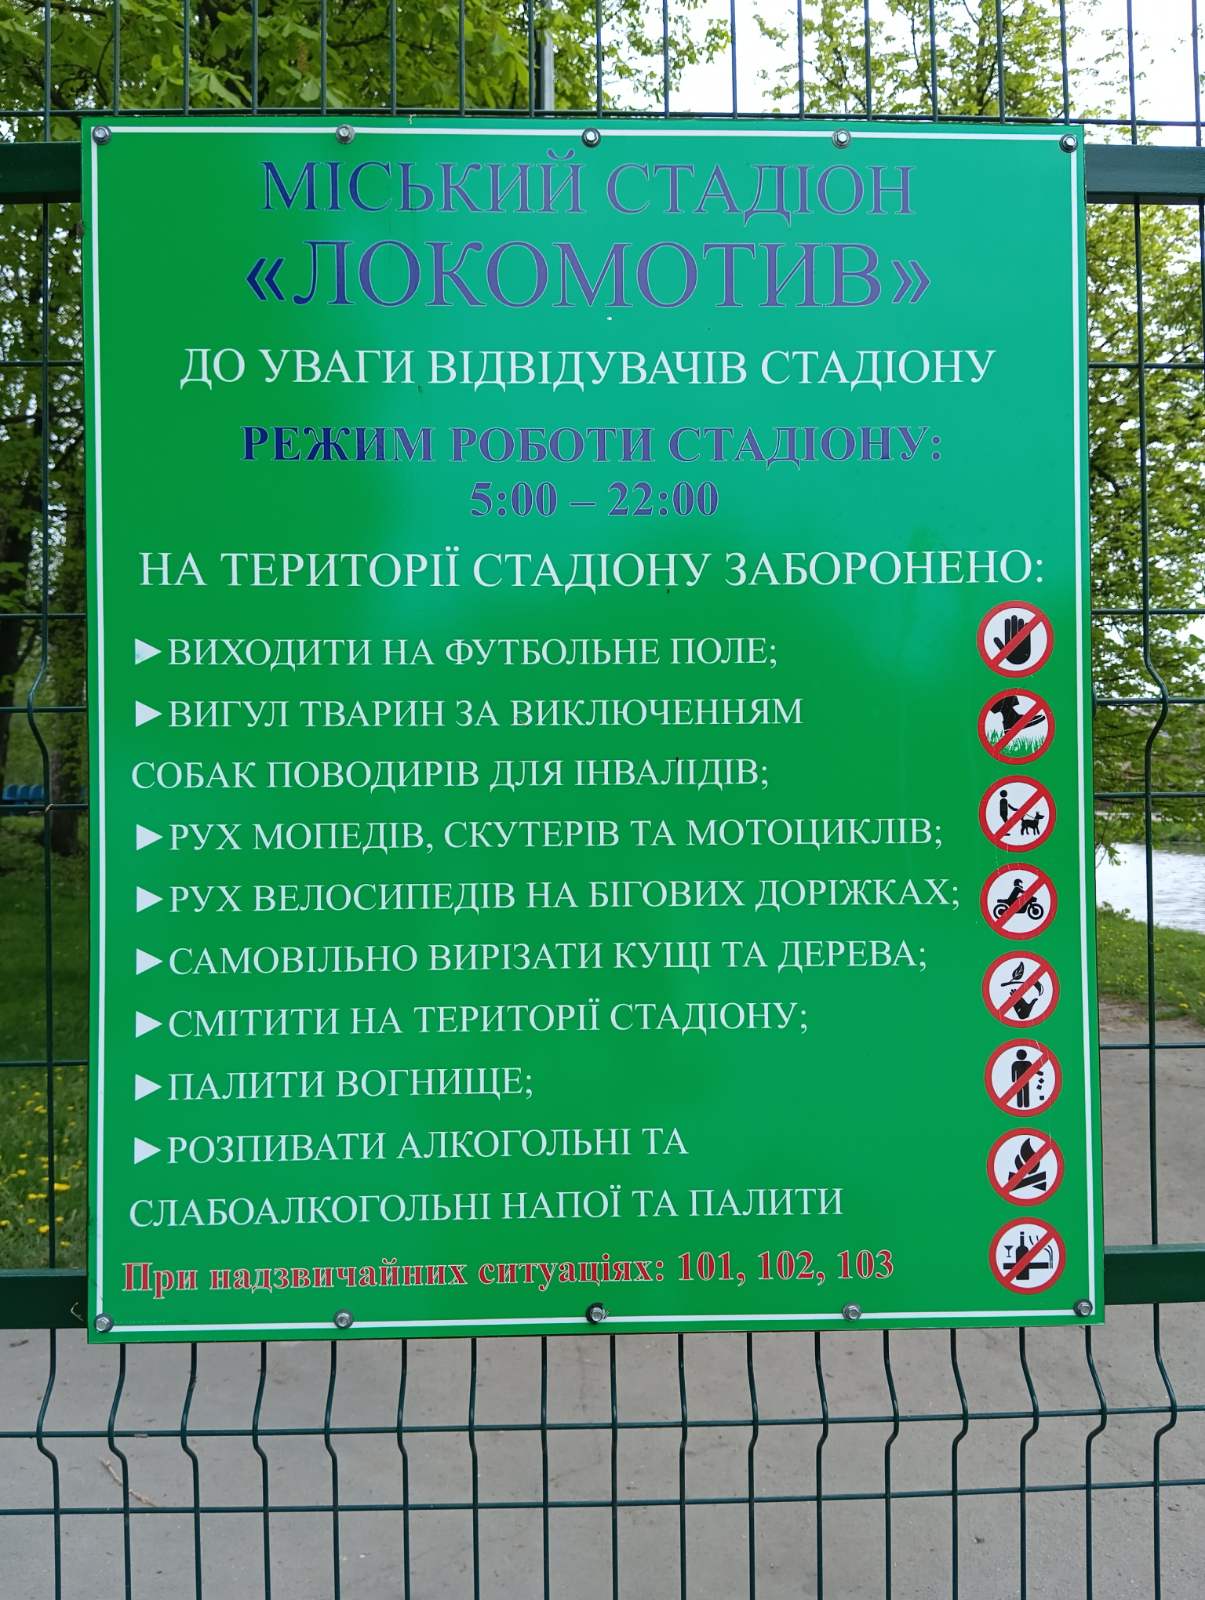 МІСЬКИЙ СТАДІОН
«ЛОКОМОТИВ»
ДО УВАГИ ВІДВІДУВАЧІВ СТАДІОНУ
РЕЖИМ РОБОТИ СТАДІОНУ:
5:00 – 22:00
НА ТЕРИТОРІЇ СТАДІОНУ ЗАБОРОНЕНО:
►ВИХОДИТИ НА ФУТБОЛЬНЕ ПОЛЕ;
►ВИГУЛ ТВАРИН ЗА ВИКЛЮЧЕННЯМ
СОБАК ПОВОДИРІВ ДЛЯ ІНВАЛІДІВ;
►РУХ МОПЕДІВ, СКУТЕРІВ ТА МОТОЦИКЛІВ;
►РУХ ВЕЛОСИПЕДІВ НА БІГОВИХ ДОРІЖКАХ;
►САМОВІЛЬНО ВИРІЗАТИ КУЩІ ТА ДЕРЕВА;
►СМІТИТИ НА ТЕРИТОРІЇ СТАДІОНУ;
►ПАЛИТИ ВОГНИЩЕ;
►РОЗПИВАТИ АЛКОГОЛЬНІ ТА
СЛАБОАЛКОГОЛЬНІ НАПОЇ ТА ПАЛИТИ
При надзвичайних ситуаціях: 101, 102, 103